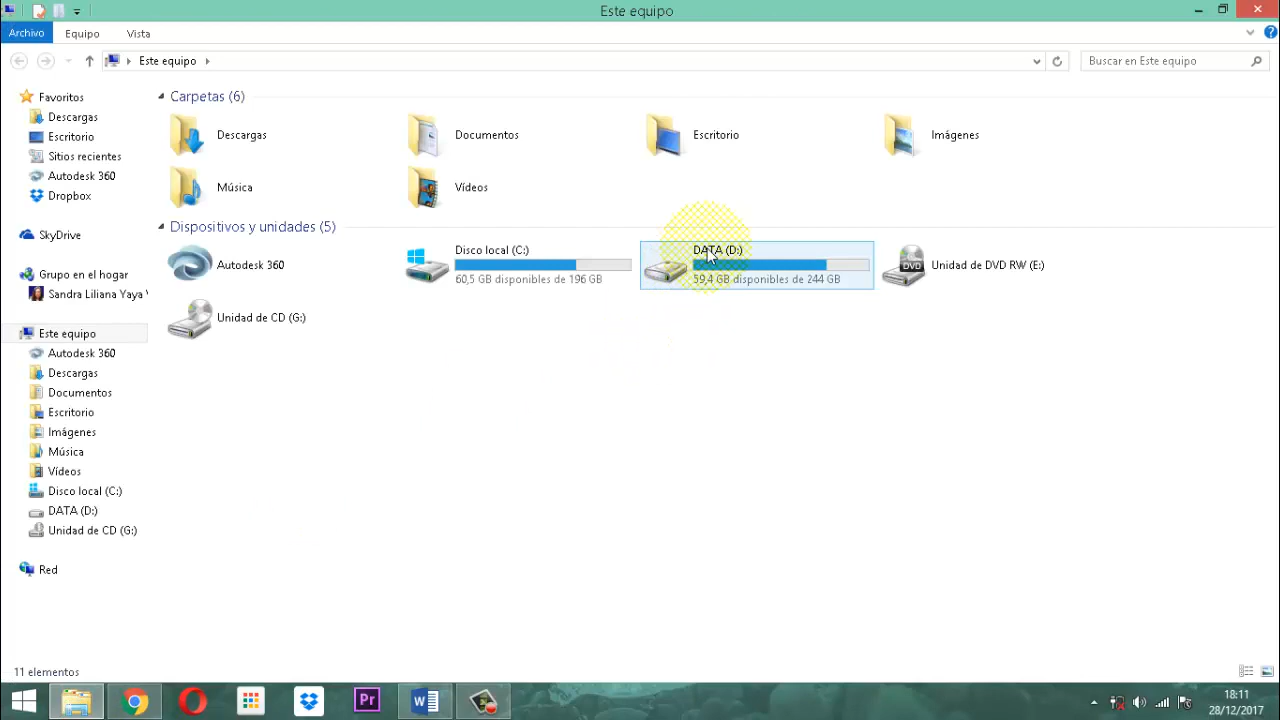 Este equipo
Archivo
Equipo
Vista
Este equipo
Buscar en Este equipo
Favoritos
Descargas
Escritorio
Sitios recientes
Autodesk 360
Dropbox
SkyDrive
Grupo en el hogar
Sandra Liliana Yaya
Este equipo
Autodesk 360
Descargas
Documentos
Escritorio
Imágenes
Música
Vídeos
Disco local (C:)
DATA (D:)
Unidad de CD (G:)
Red
Carpetas (6)
Descargas
Documentos
Escritorio
Imágenes
Música
Vídeos
Dispositivos y unidades (5)
Autodesk 360
Disco local (C:)
60,5 GB disponibles de 196 GB
DATA (D:)
59,4 GB disponibles de 244 GB
DVD
Unidad de DVD RW (E:)
Unidad de CD (G:)
11 elementos
Pr
W
18:11
28/12/2017